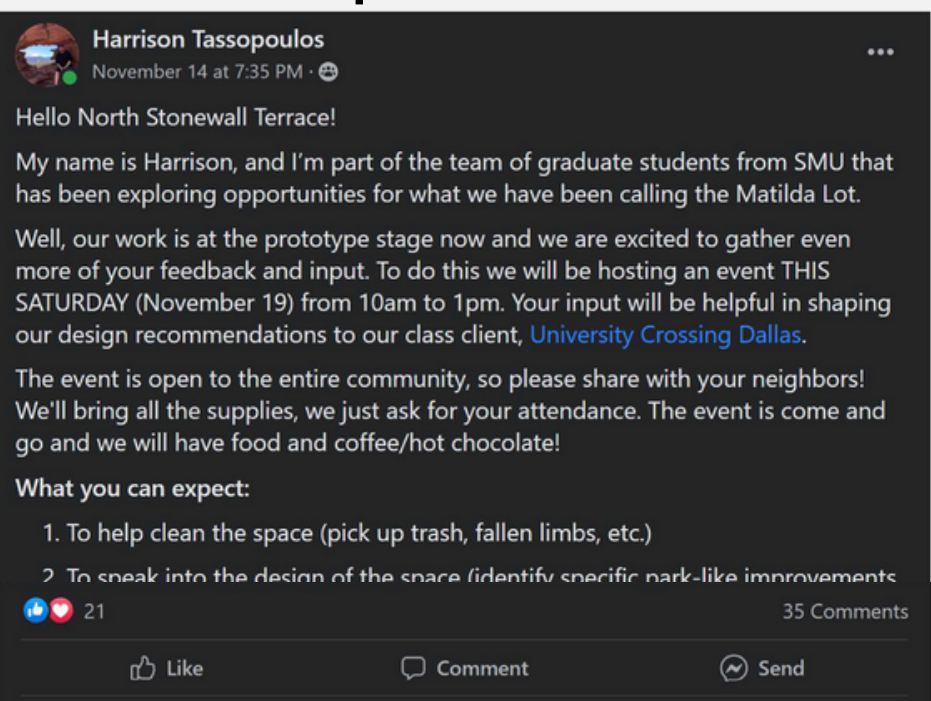 Harrison Tassopoulos
November 14 at 7:35 PM ·
Hello North Stonewall Terrace!
My name is Harrison, and I'm part of the team of graduate students from SMU that
has been exploring opportunities for what we have been calling the Matilda Lot.
Well, our work is at the prototype stage now and we are excited to gather even
more of your feedback and input. To do this we will be hosting an event THIS
SATURDAY (November 19) from 10am to 1pm. Your input will be helpful in shaping
our design recommendations to our class client, University Crossing Dallas.
The event is open to the entire community, so please share with your neighbors!
We'll bring all the supplies, we just ask for your attendance. The event is come and
go and we will have food and coffee/hot chocolate!
What you can expect:
1. To help clean the space (pick up trash, fallen limbs, etc.)
2. To speak into the design of the space (identify specific park-like improvements
21
35 Comments
Like
Comment
Send